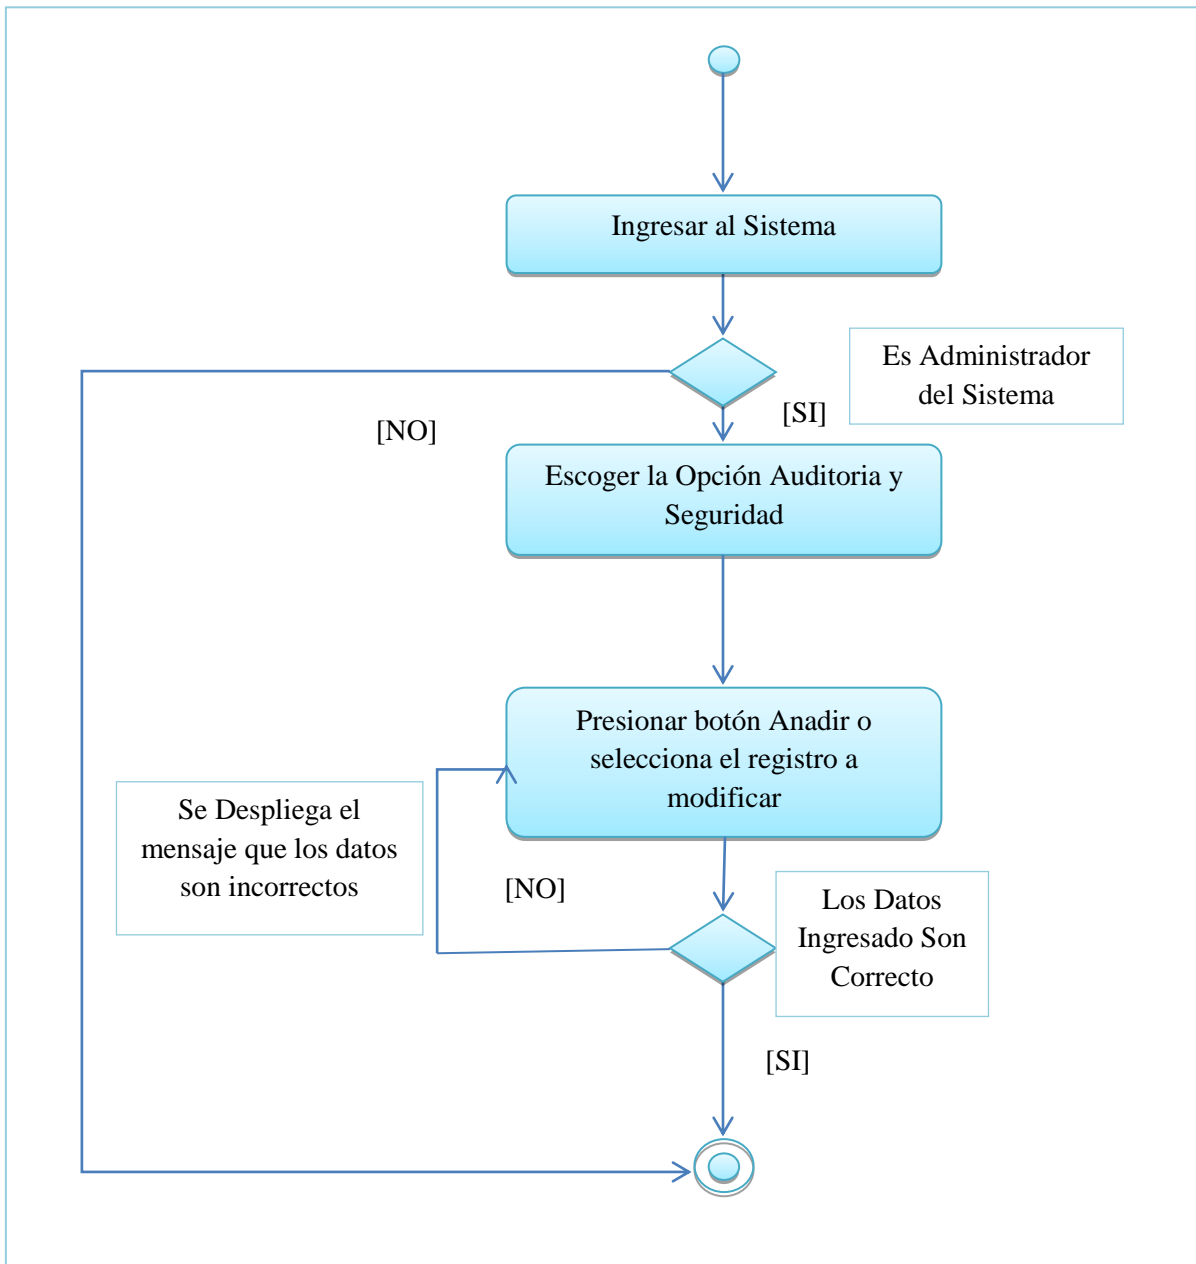 Ingresar al Sistema
Es Administrador
del Sistema
[SI]
[NO]
Escoger la Opción Auditoria y
Seguridad
Presionar botón Anadir o
selecciona el registro a
modificar
Se Despliega el
mensaje que los datos
son incorrectos
[NO]
Los Datos
Ingresado Son
Correcto
[SI]